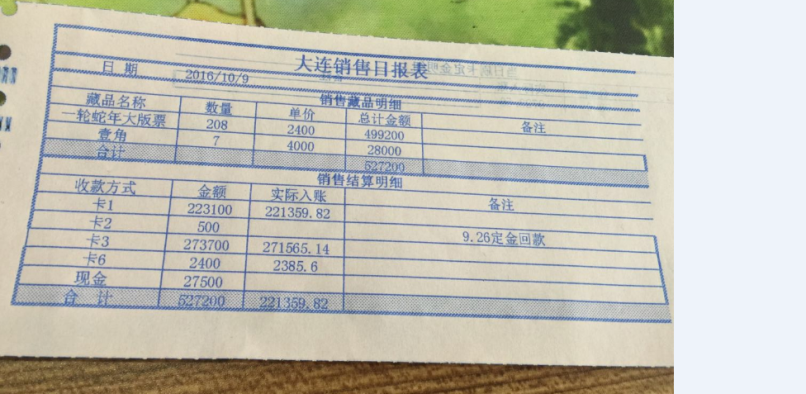 大连销售日报表
日期 2016/10/9
销售藏品明细
藏品名称 数量 单价 总计金额 备注
一轮蛇年大版票 208 2400 499200
壹角 7 4000 28000
合计 527200
销售结算明细
收款方式 金额 实际入账 备注
卡1 223100 221359.82
卡2 500 9.26定金回款
卡3 273700 271565.14
卡6 2400 2385.6
现金 27500
合 计 527200 221359.82